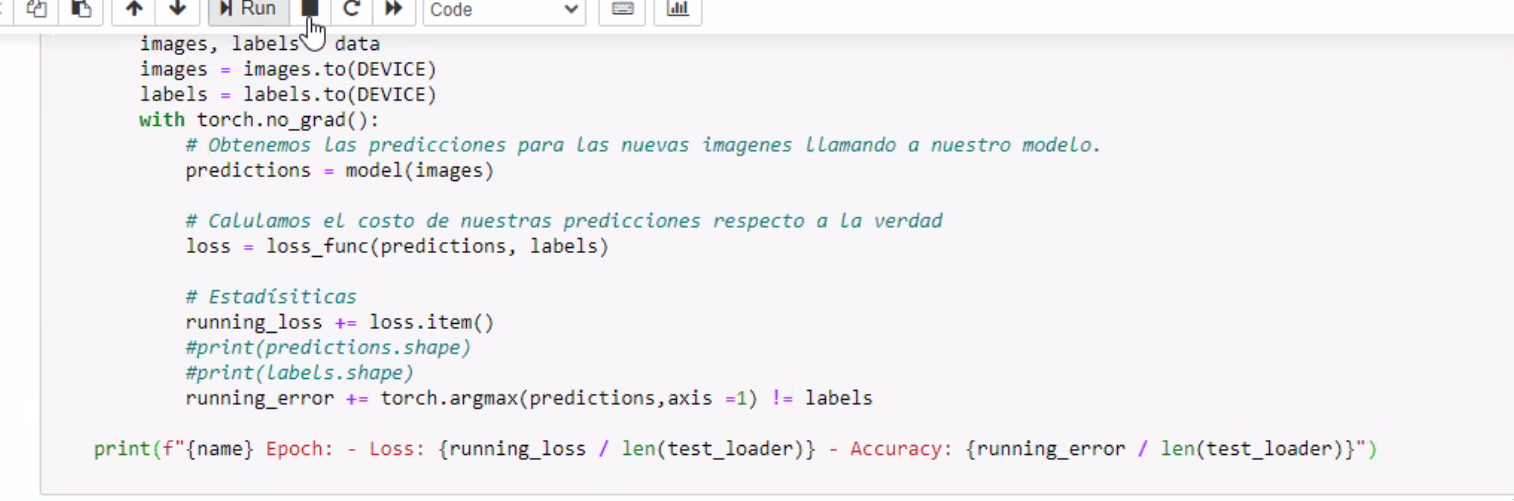 Run
Code
images, labels data
images = images.to(DEVICE)
labels = labels.to(DEVICE)
with torch.no_grad():
# Obtenemos las predicciones para las nuevas imagenes llamando a nuestro modelo.
predictions = model(images)
# Calulamos el costo de nuestras predicciones respecto a la verdad
loss = loss_func(predictions, labels)
# Estadísiticas
running_loss += loss.item()
#print(predictions.shape)
#print(labels.shape)
running_error += torch.argmax(predictions,axis =1) != labels
print(f"{name} Epoch: - Loss: {running_loss / len(test_loader)} - Accuracy: {running_error / len(test_loader)}")